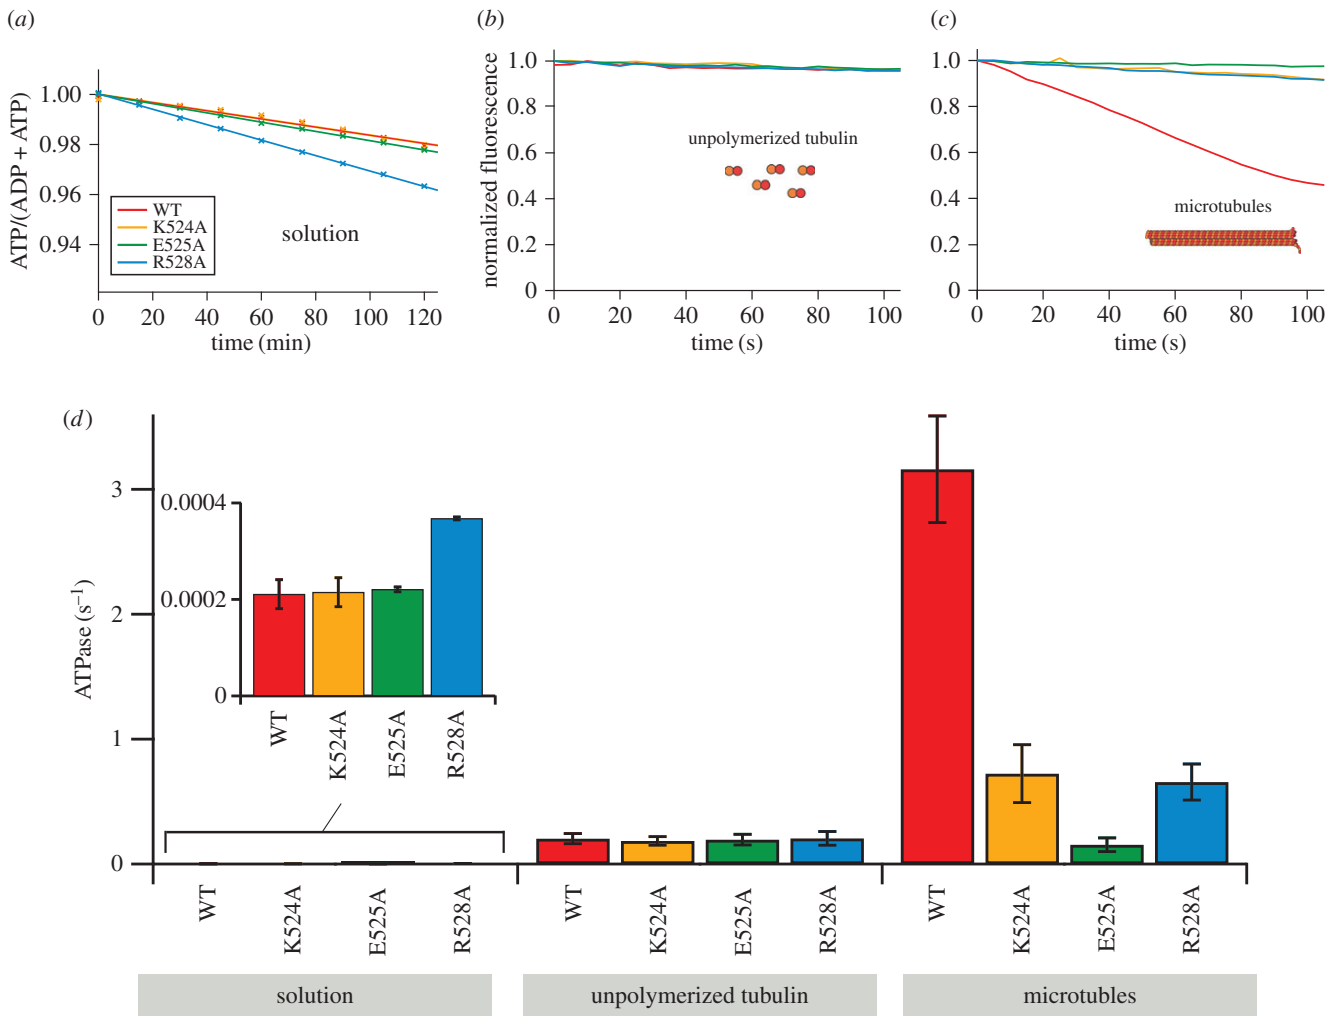 (a)
ATP/(ADP + ATP)
1.00
0.98
0.96
0.94
WT
K524A
E525A
R528A
solution
0 20 40 60 80 100 120
time (min)
(b)
normalized fluorescence
1.0
0.8
0.6
0.4
0.2
0
unpolymerized tubulin
0 20 40 60 80 100
time (s)
(c)
1.0
0.8
0.6
0.4
0.2
0
microtubules
0 20 40 60 80 100
time (s)
(d)
ATPase (s⁻¹)
3
2
1
0
0.0004
0.0002
0
WT K524A E525A R528A
WT K524A E525A R528A WT K524A E525A R528A WT K524A E525A R528A
solution unpolymerized tubulin microtubles